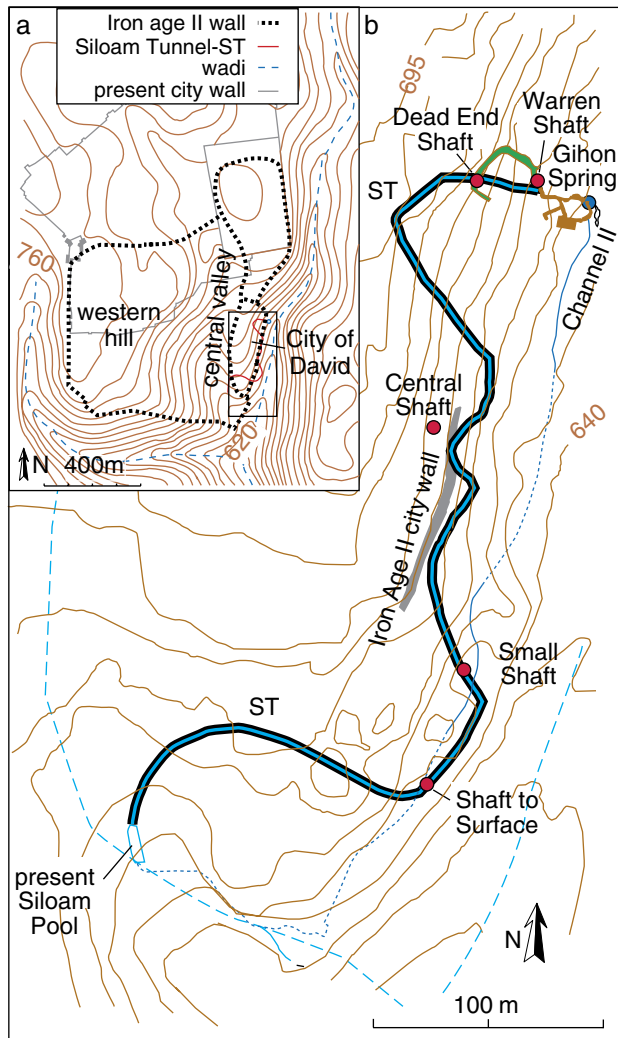 a
Iron age II wall
Siloam Tunnel-ST
wadi
present city wall
760
western
hill
central valley
City of
David
620
N
400m
b
695
Dead End
Shaft
Warren
Shaft
Gihon
Spring
ST
Channel II
Central
Shaft
640
Iron Age II city wall
Small
Shaft
ST
Shaft to
Surface
present
Siloam
Pool
N
100 m